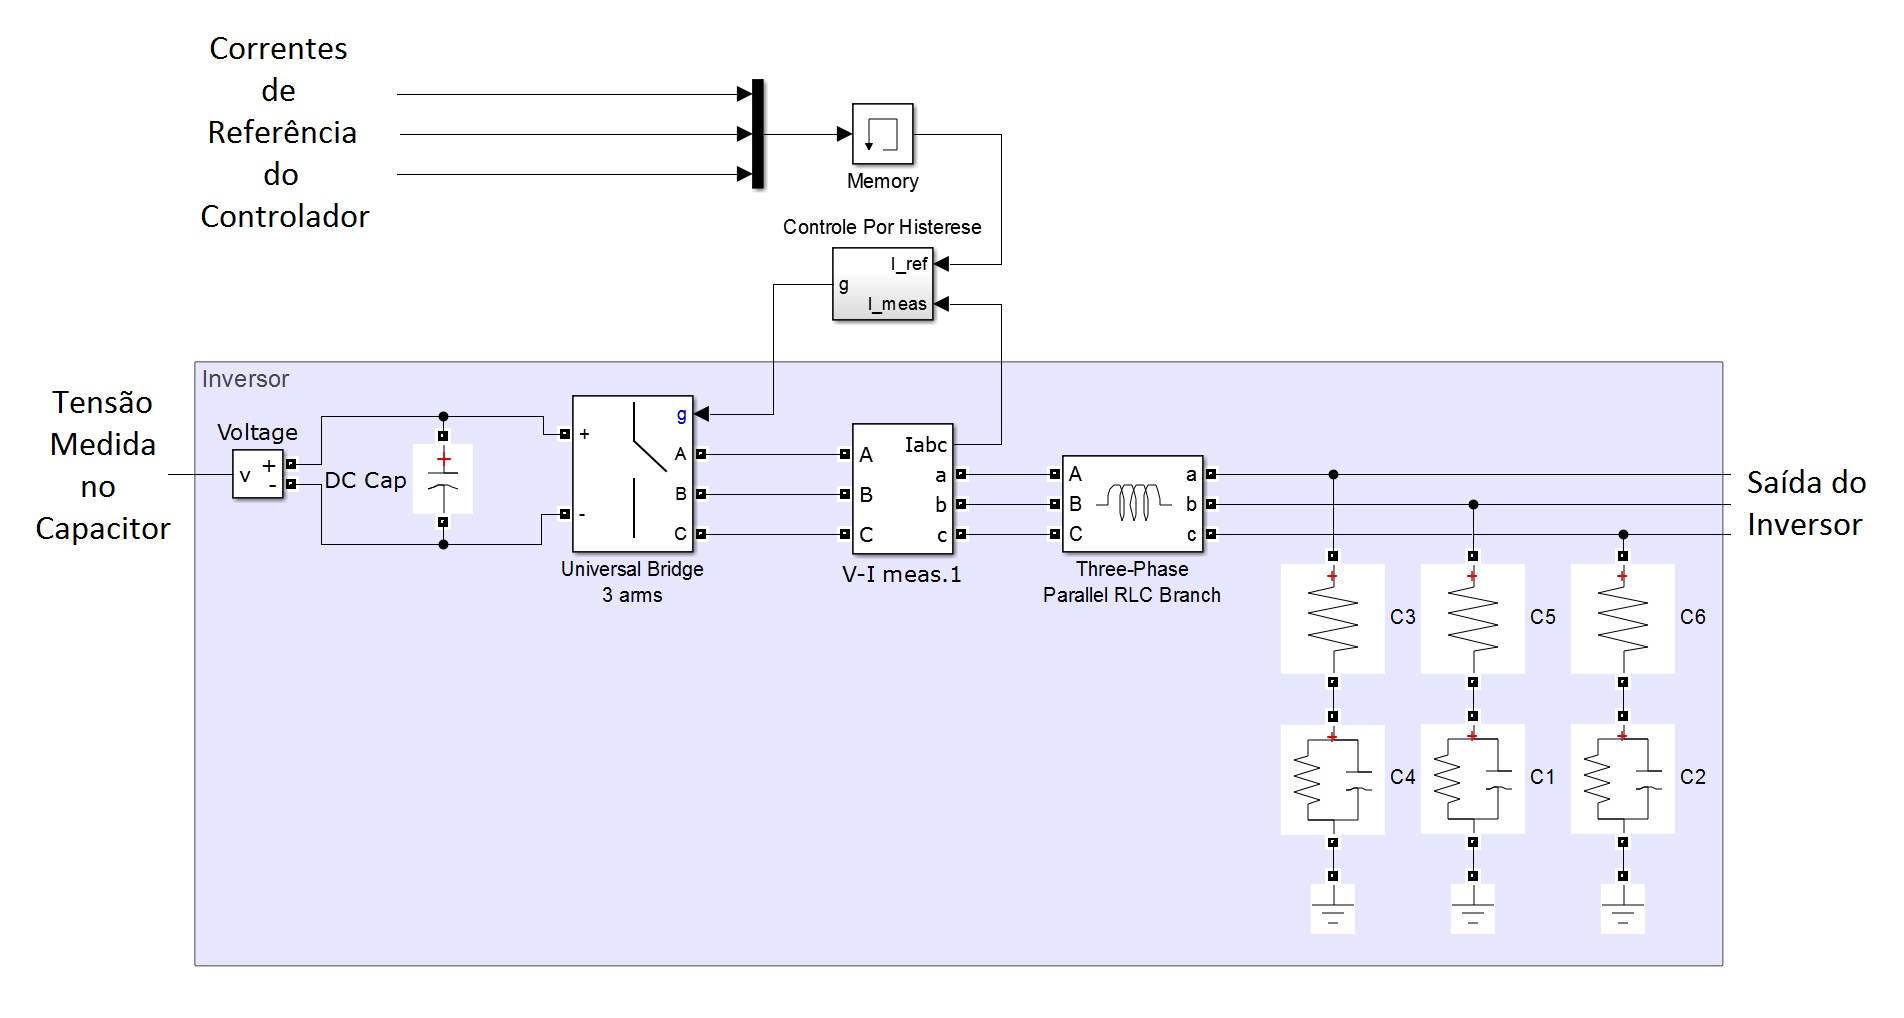 Correntes
de
Referência
do
Controlador
Memory
Controle Por Histerese
I_ref
g
I_meas
Inversor
Tensão
Medida
no
Capacitor
Voltage
v
+
-
DC Cap
+
+
-
g
A
B
C
Universal Bridge
3 arms
A
B
C
Iabc
a
b
c
V-I meas.1
A
B
C
a
b
c
Three-Phase
Parallel RLC Branch
Saída do
Inversor
+
C3
+
C5
+
C6
+
C4
+
C1
+
C2